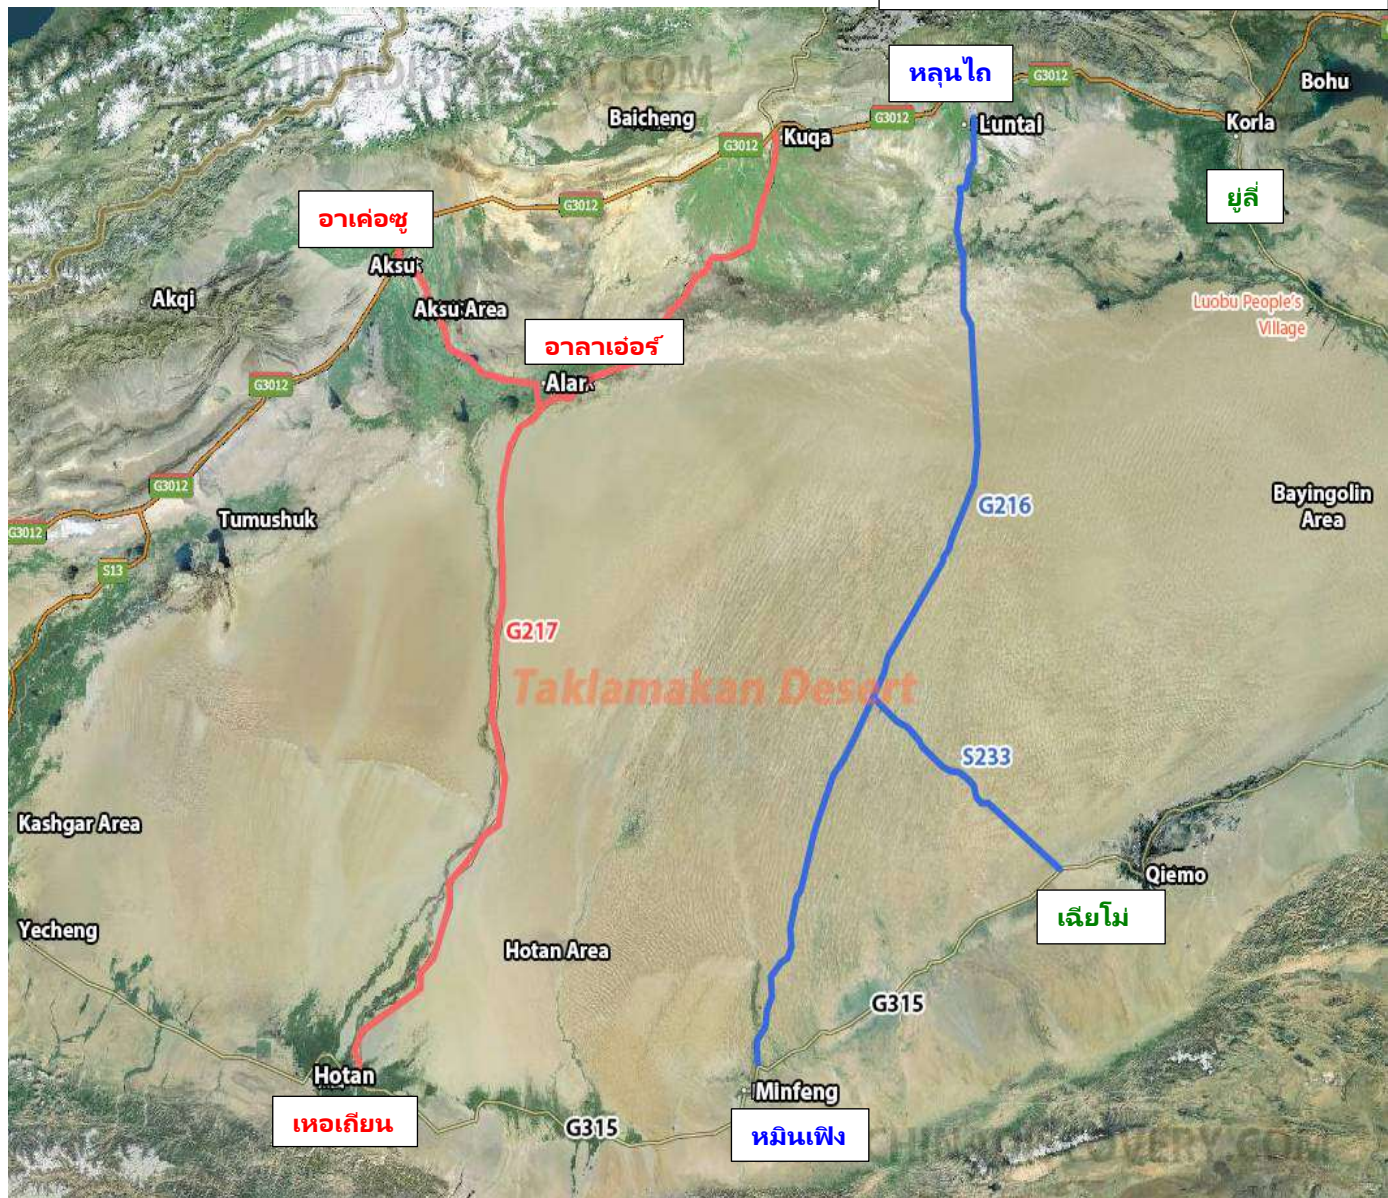 HINADISCOVERY.COM
หลุนไถ
G3012
Bohu
Baicheng
G3012
Luntai
Korla
G3012
Kuqa
ยู่ลี่
อาเค่อซู
G3012
Aksu
Akqi
Aksu Area
Luobu People's
Village
อาลาเอ๋อร์
G3012
Alar
G3012
Bayingolin
Area
G216
Tumushuk
G3012
S13
G217
Taklamakan Desert
S233
Kashgar Area
Qiemo
เฉียโม่
Yecheng
Hotan Area
G315
Hotan
Minfeng
เหอเถียน
G315
หมินเฟิง